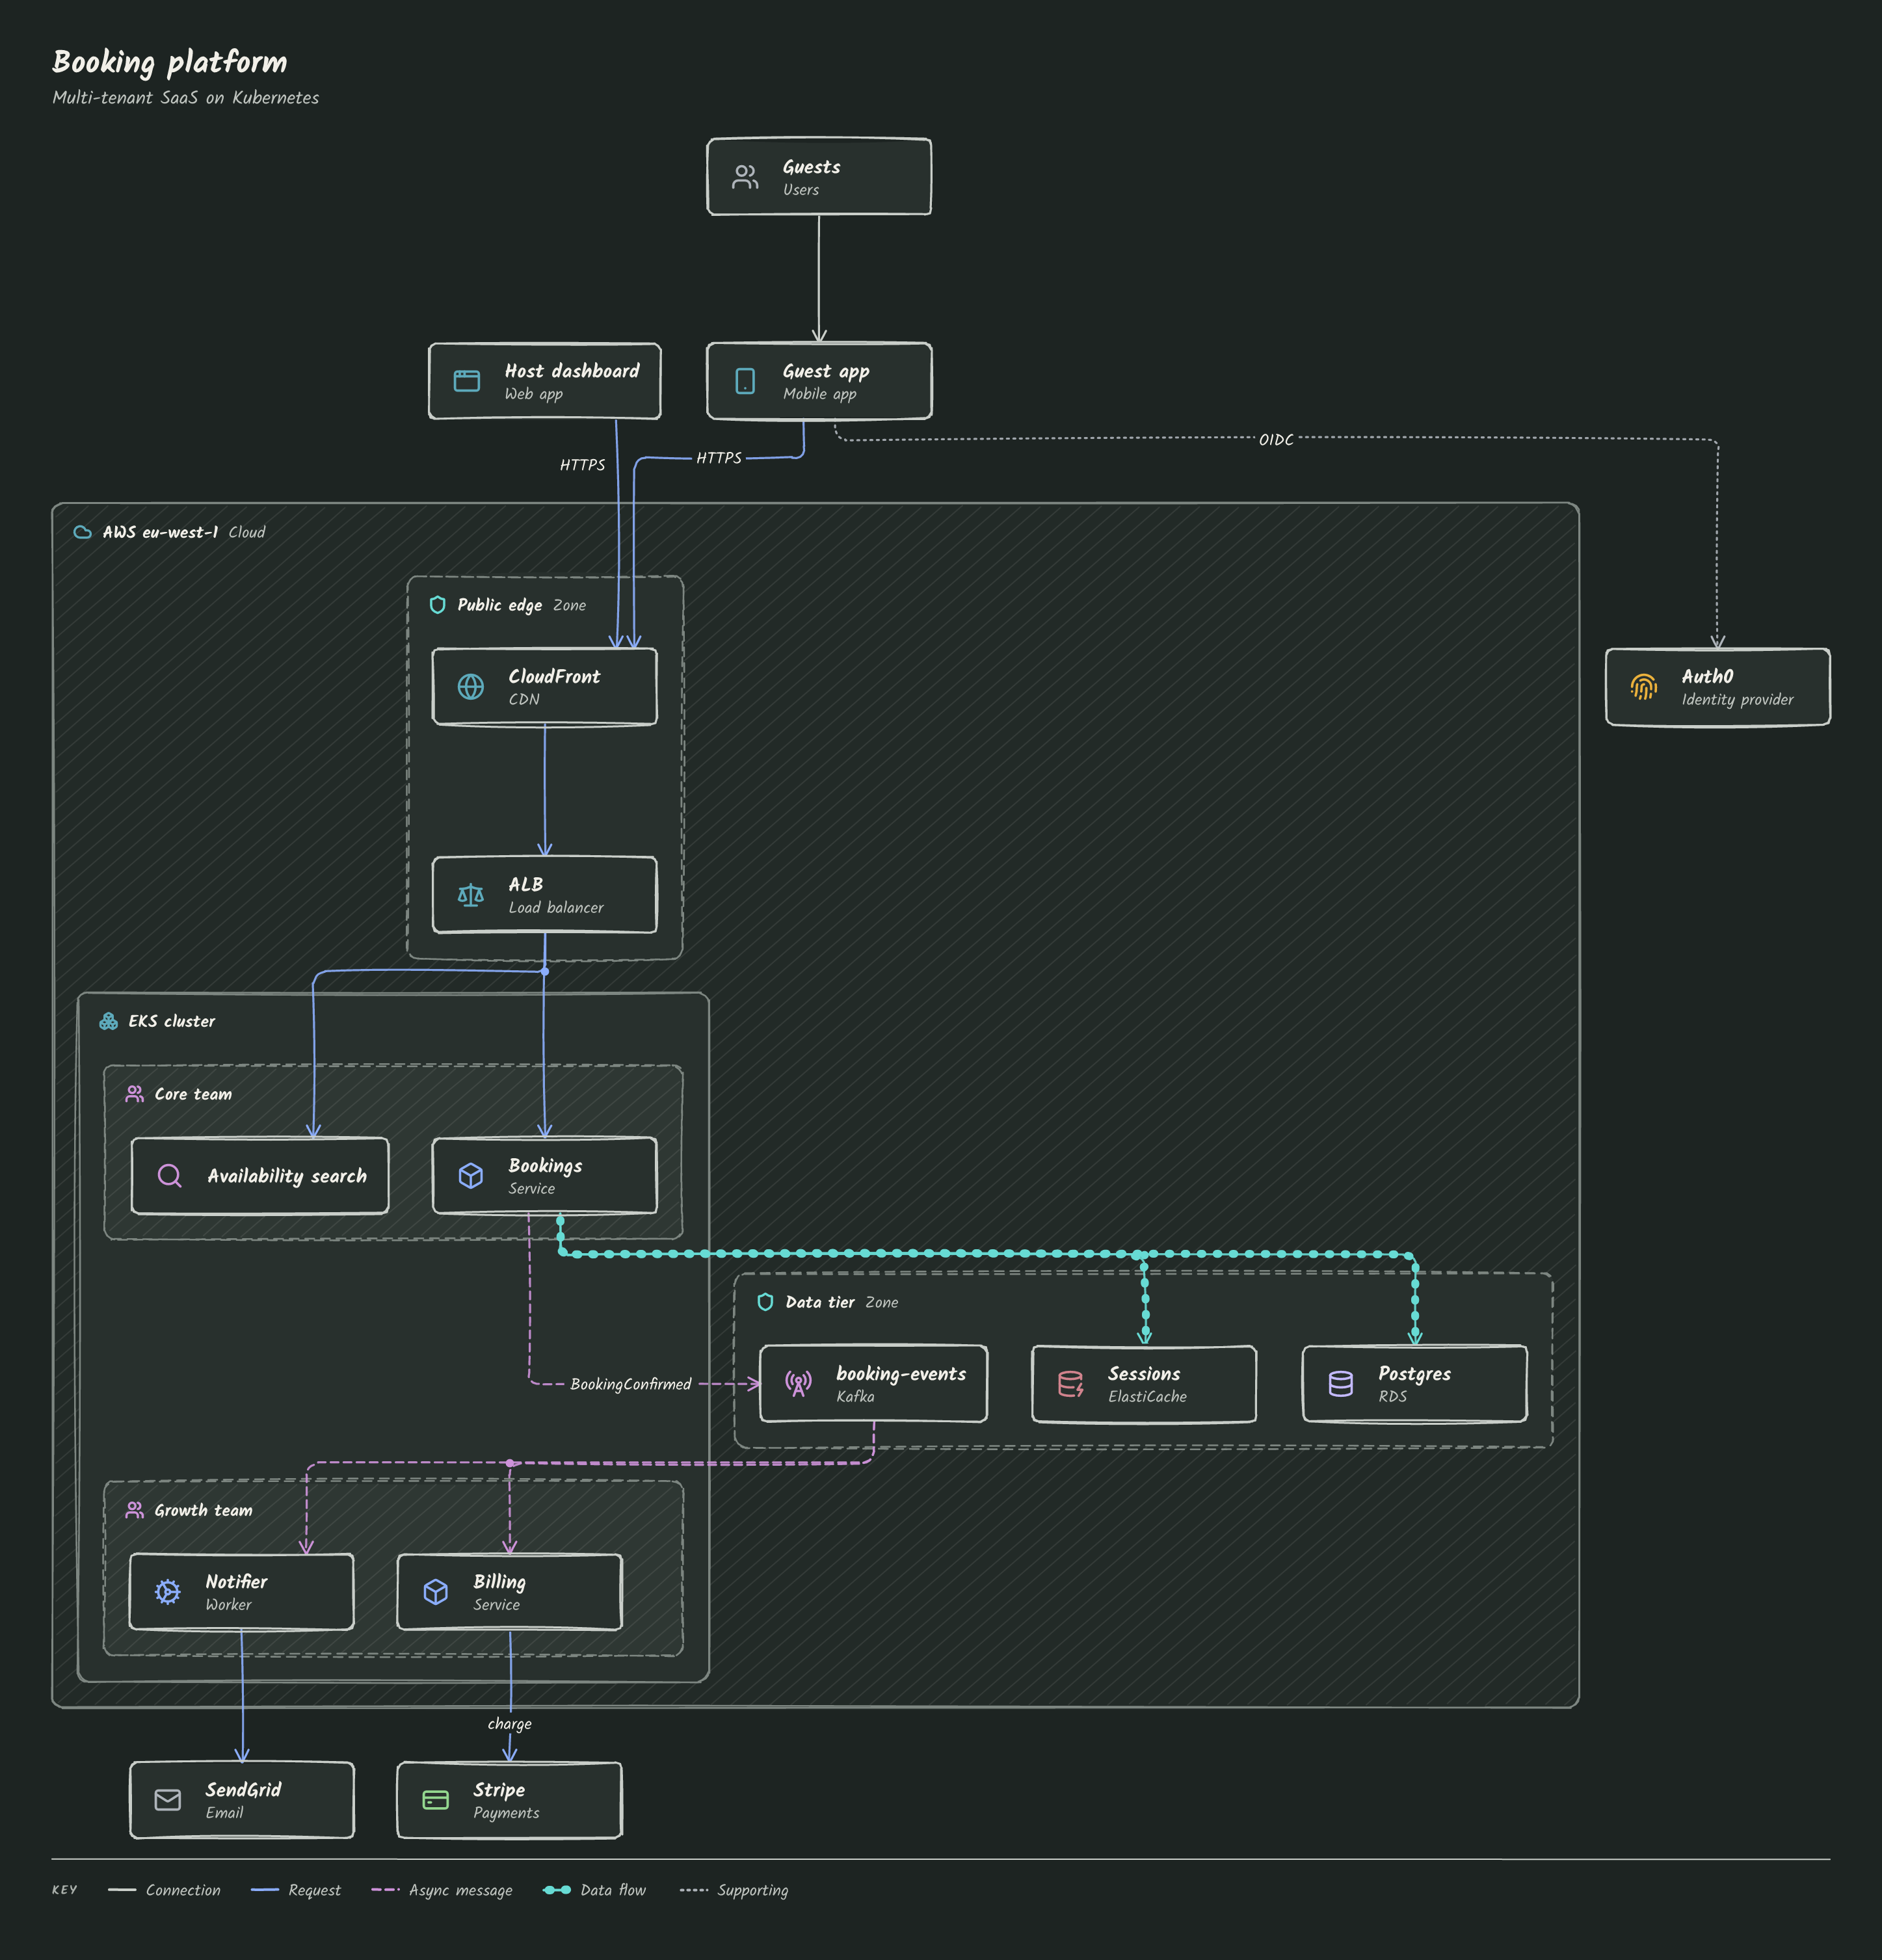 Booking platform
Multi-tenant SaaS on Kubernetes
Guests
Users
Host dashboard
Web app
Guest app
Mobile app
OIDC
HTTPS
HTTPS
AWS eu-west-1 Cloud
Public edge Zone
CloudFront
CDN
Auth0
Identity provider
ALB
Load balancer
EKS cluster
Core team
Availability search
Bookings
Service
Data tier Zone
BookingConfirmed
booking-events
Kafka
Sessions
ElastiCache
Postgres
RDS
Growth team
Notifier
Worker
Billing
Service
charge
SendGrid
Email
Stripe
Payments
KEY Connection Request Async message Data flow Supporting